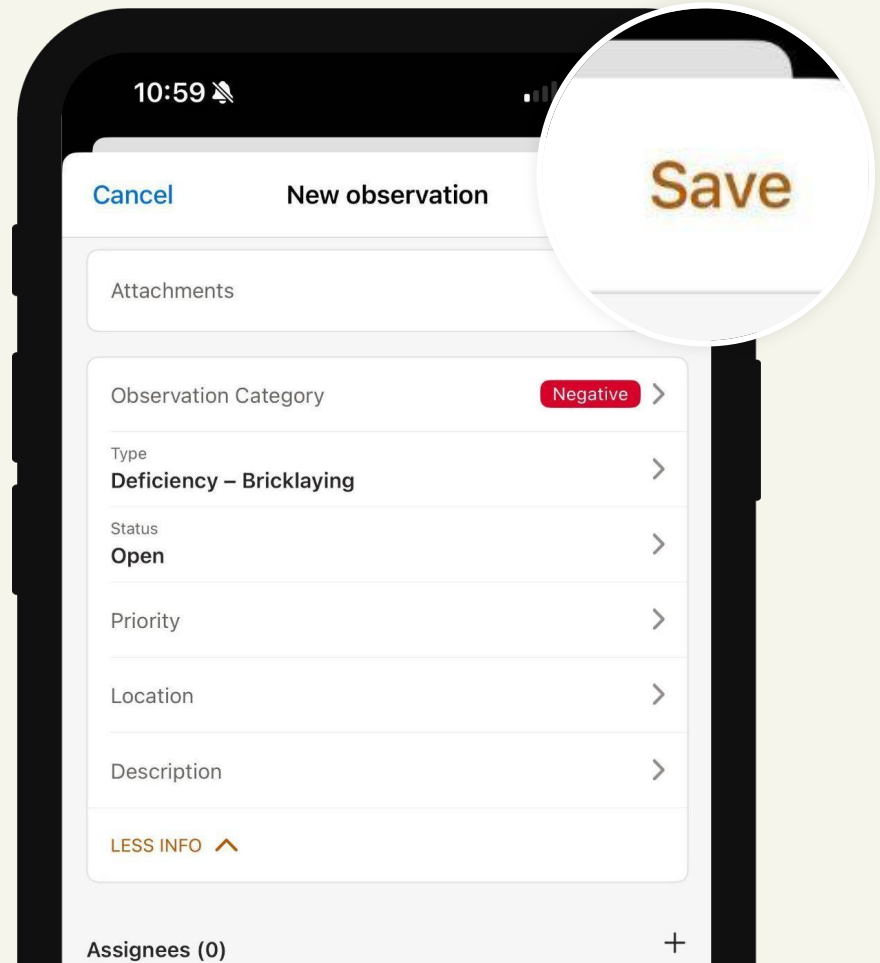 10:59
Cancel
New observation
Save
Attachments
Observation Category
Negative
Type
Deficiency – Bricklaying
Status
Open
Priority
Location
Description
LESS INFO
Assignees (0)